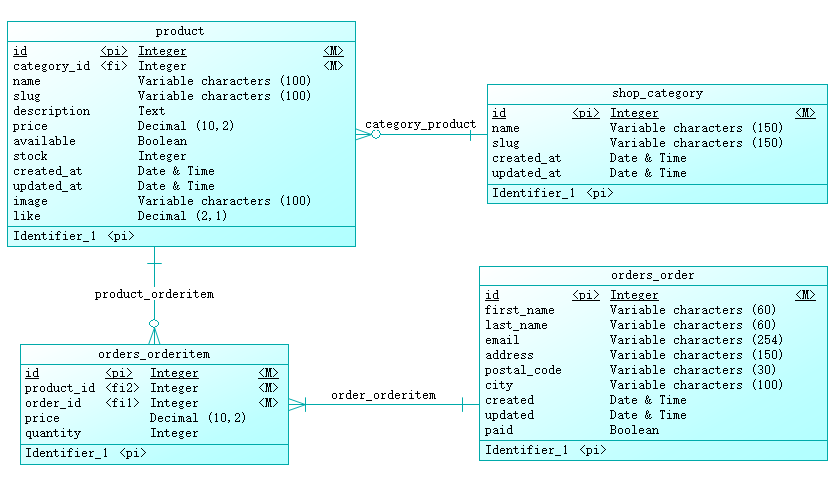 product
id <pi> Integer <M>
category_id <fi> Integer <M>
name Variable characters (100)
slug Variable characters (100)
description Text
price Decimal (10,2)
available Boolean
stock Integer
created_at Date & Time
updated_at Date & Time
image Variable characters (100)
like Decimal (2,1)
Identifier_1 <pi>
category_product
shop_category
id <pi> Integer <M>
name Variable characters (150)
slug Variable characters (150)
created_at Date & Time
updated_at Date & Time
Identifier_1 <pi>
product_orderitem
orders_orderitem
id <pi> Integer <M>
product_id <fi2> Integer <M>
order_id <fi1> Integer <M>
price Decimal (10,2)
quantity Integer
Identifier_1 <pi>
order_orderitem
orders_order
id <pi> Integer <M>
first_name Variable characters (60)
last_name Variable characters (60)
email Variable characters (254)
address Variable characters (150)
postal_code Variable characters (30)
city Variable characters (100)
created Date & Time
updated Date & Time
paid Boolean
Identifier_1 <pi>